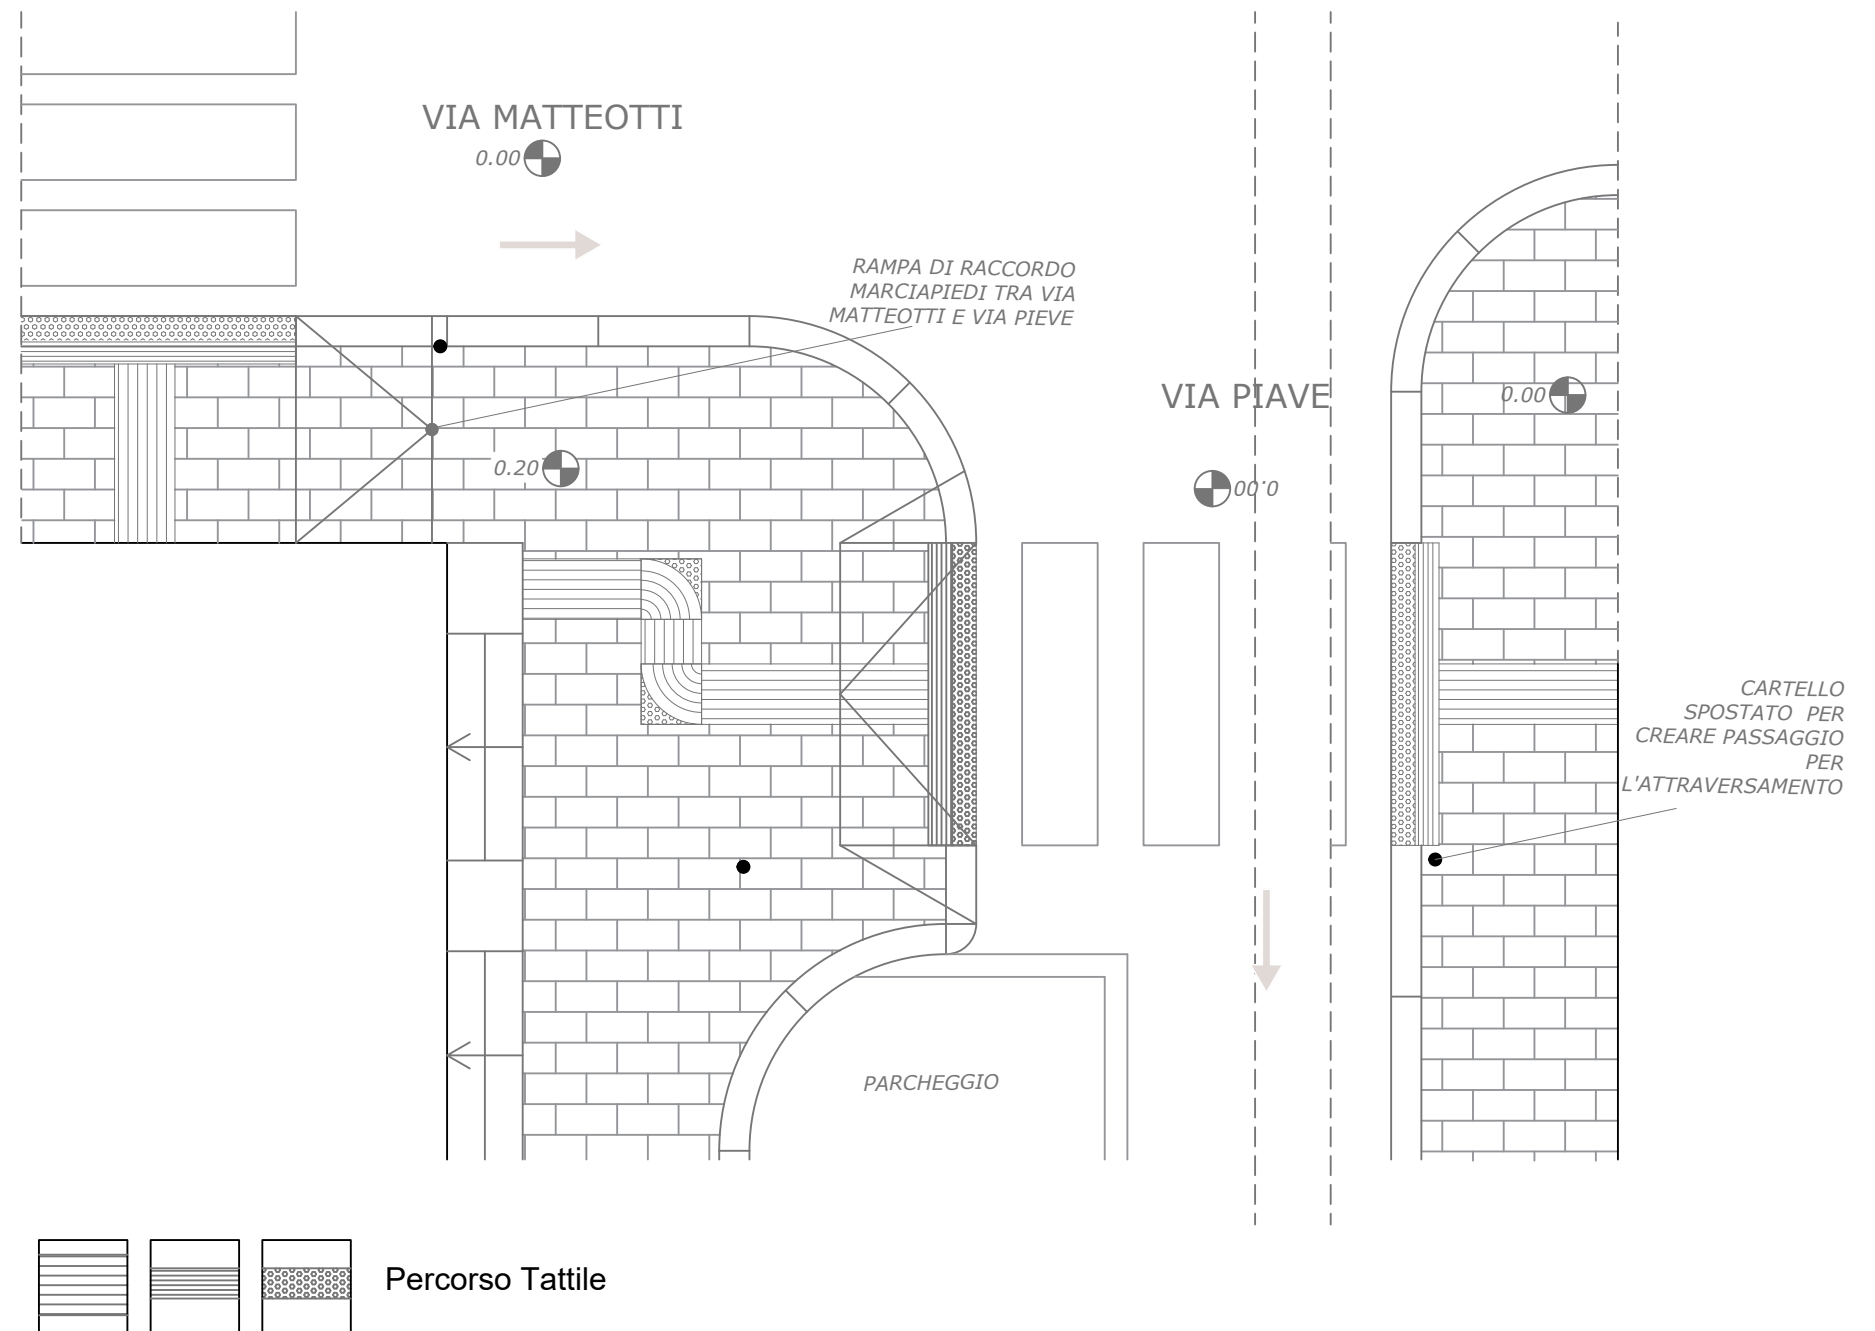 VIA MATTEOTTI
0.00
RAMPA DI RACCORDO
MARCIAPIEDI TRA VIA
MATTEOTTI E VIA PIEVE
VIA PIAVE
0.00
0.20
0.00
CARTELLO
SPOSTATO PER
CREARE PASSAGGIO
PER
L'ATTRAVERSAMENTO
PARCHEGGIO
Percorso Tattile